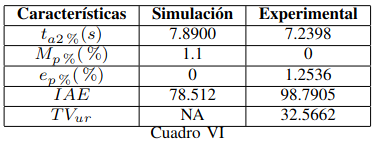 Características Simulación Experimental
t_{a2 %}(s) 7.8900 7.2398
M_{p %}( %) 1.1 0
e_{p %}( %) 0 1.2536
IAE 78.512 98.7905
TV_{ur} NA 32.5662
Cuadro VI